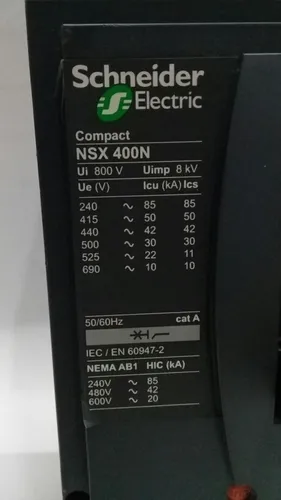 Schneider
Electric
Compact
NSX 400N
Ui 800 V Uimp 8 kV
Ue (V) Icu (kA) Ics
240 ~ 85 85
415 ~ 50 50
440 ~ 42 42
500 ~ 30 30
525 ~ 22 11
690 ~ 10 10
50/60Hz cat A
IEC / EN 60947-2
NEMA AB1 HIC (kA)
240V ~ 85
480V ~ 42
600V ~ 20